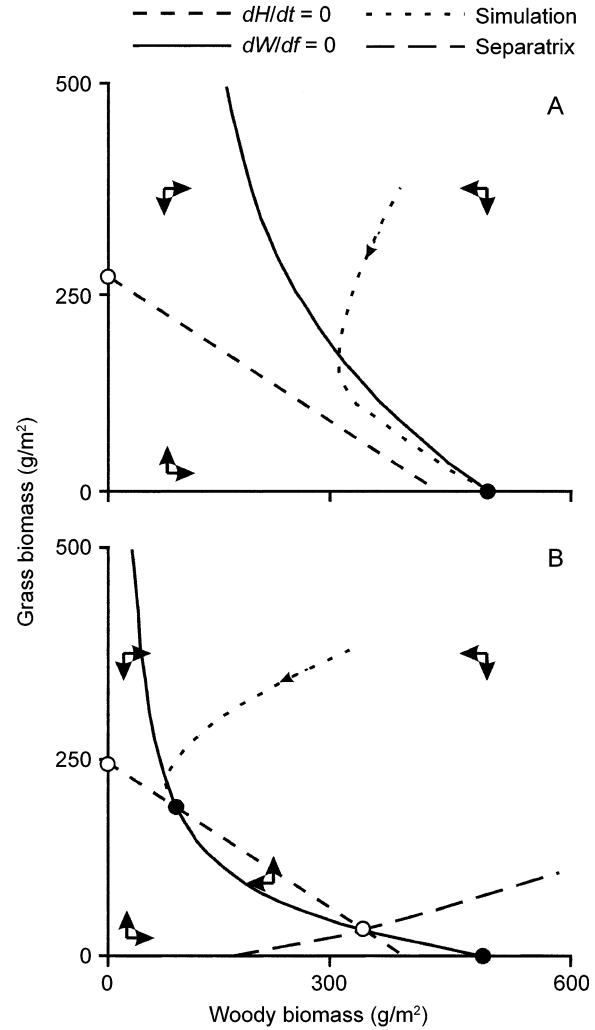 dH/dt = 0
Simulation
dW/df = 0
Separatrix
500
A
250
0
Grass biomass (g/m²)
500
B
250
0
0
300
600
Woody biomass (g/m²)